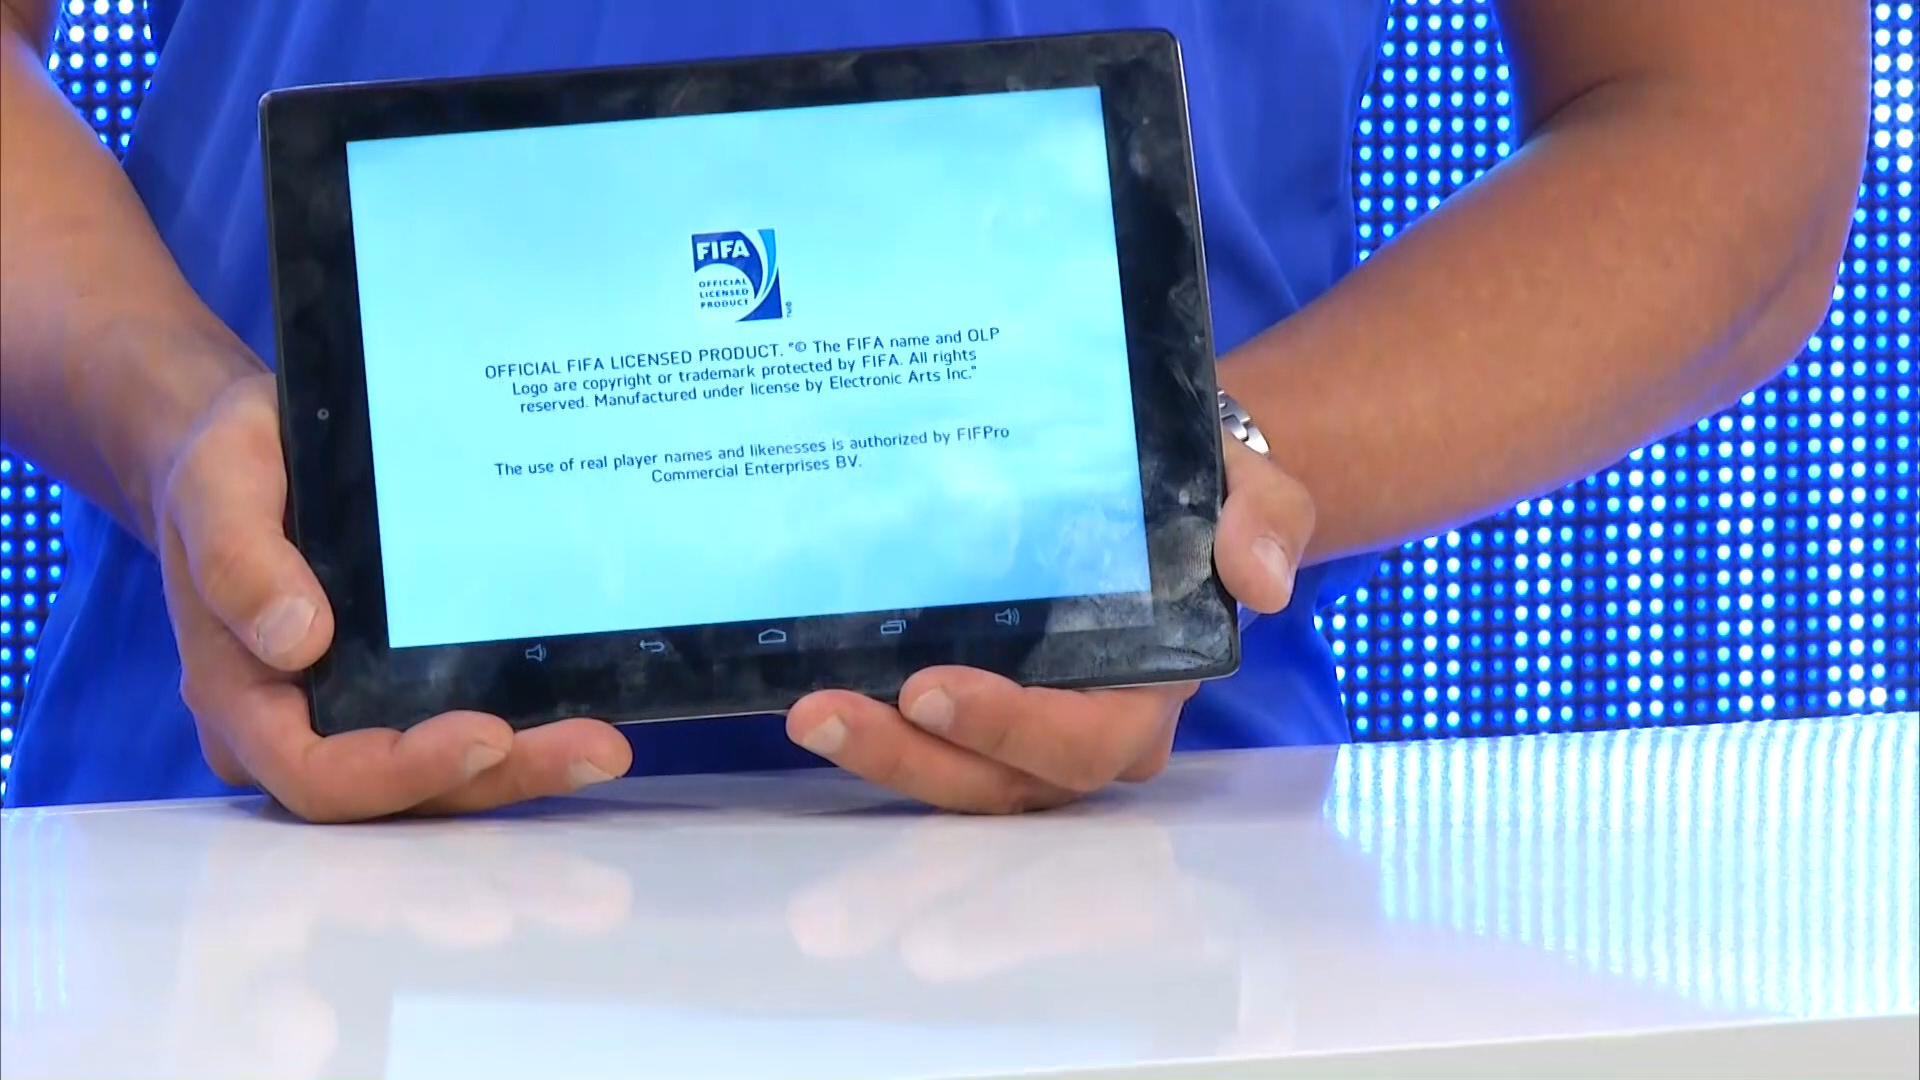 FIFA
OFFICIAL
LICENSED
PRODUCT
OFFICIAL FIFA LICENSED PRODUCT. "© The FIFA name and OLP
Logo are copyright or trademark protected by FIFA. All rights
reserved. Manufactured under license by Electronic Arts Inc."
The use of real player names and likenesses is authorized by FIFPro
Commercial Enterprises BV.